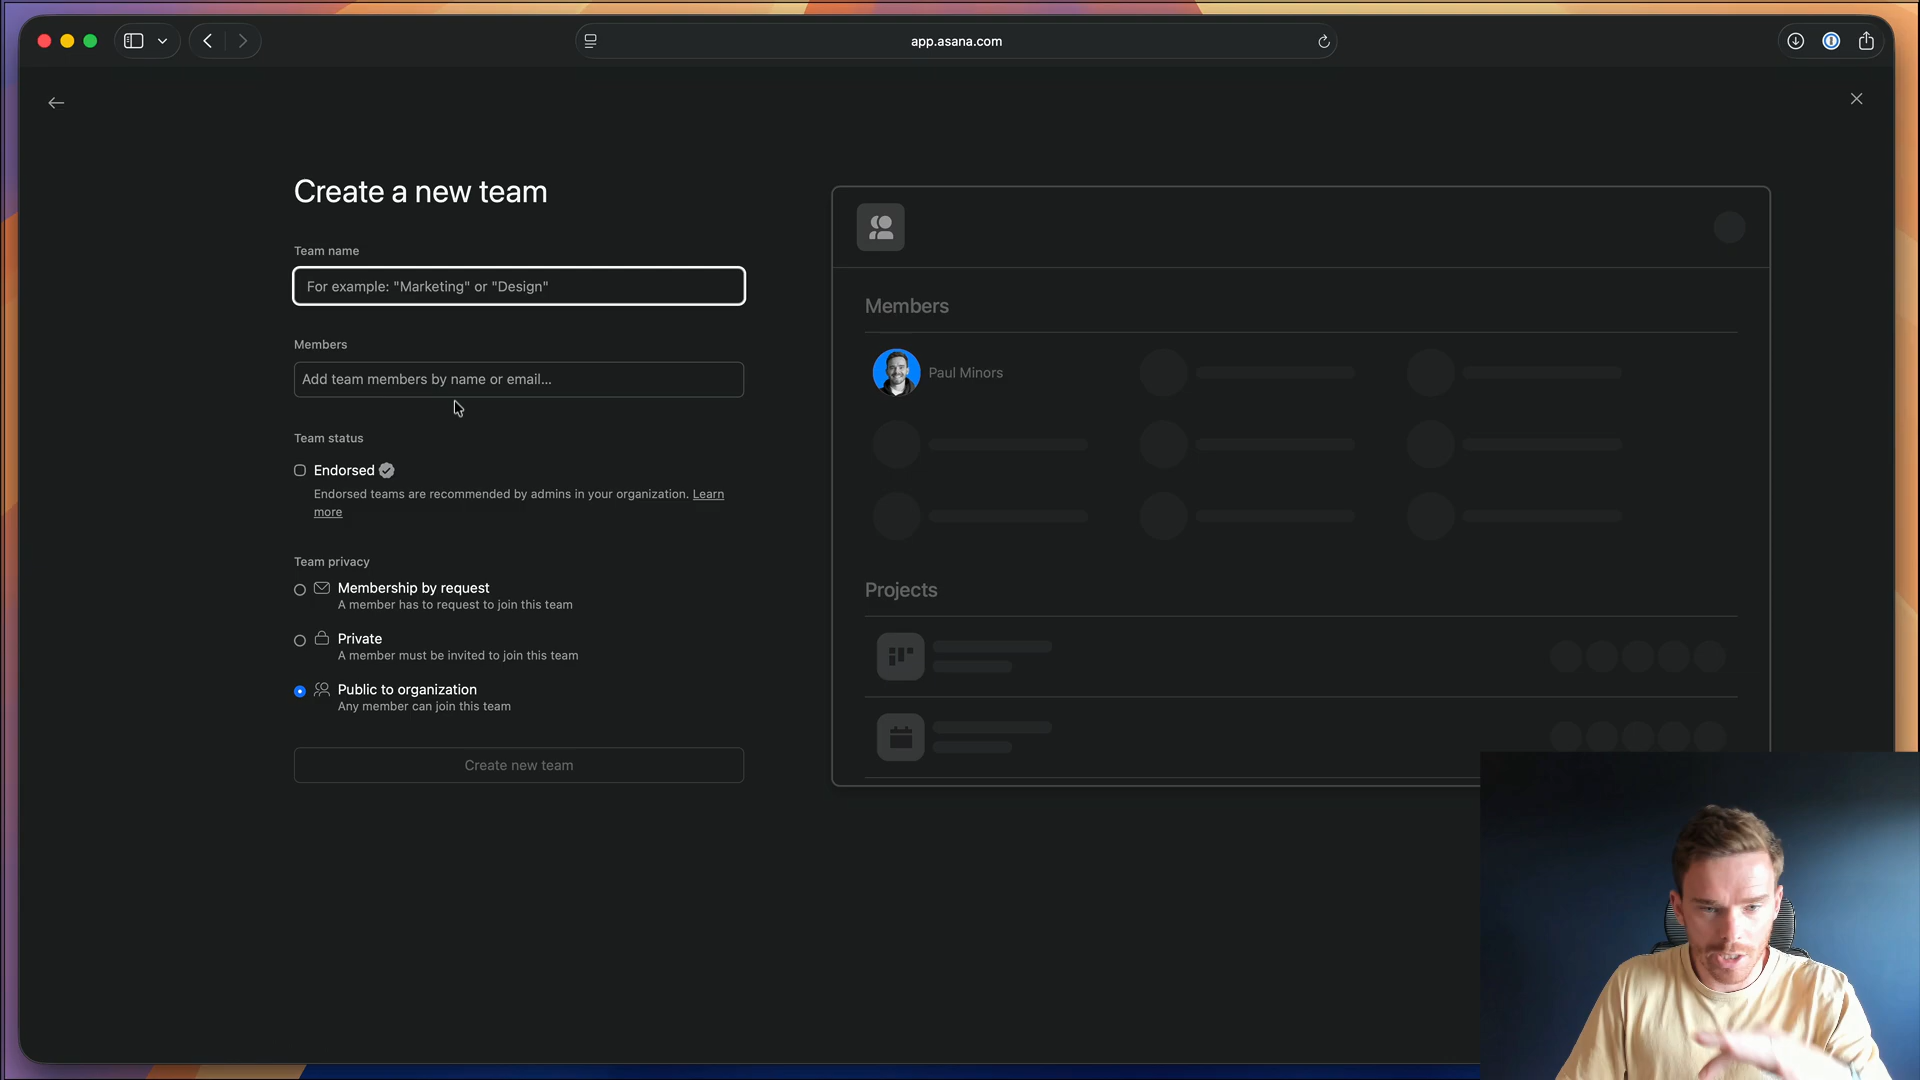 app.asana.com
Create a new team
Team name
For example: "Marketing" or "Design"
Members
Add team members by name or email...
Team status
Endorsed
Endorsed teams are recommended by admins in your organization. Learn
more
Team privacy
Membership by request
A member has to request to join this team
Private
A member must be invited to join this team
Public to organization
Any member can join this team
Create new team
Members
Paul Minors
Projects